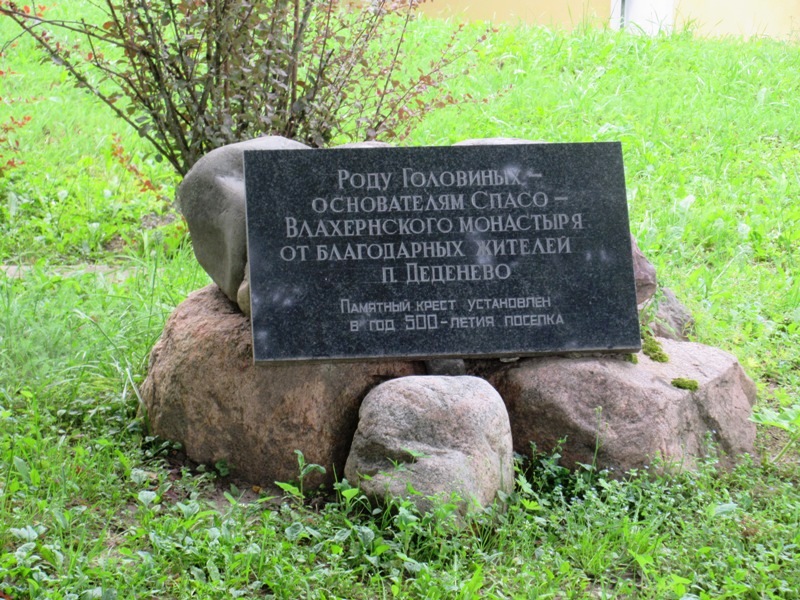 Роду Головиных –
основателям Спасо –
Влахернского монастыря
от благодарных жителей
п. Деденево
Памятный крест установлен
в год 500-летия поселка